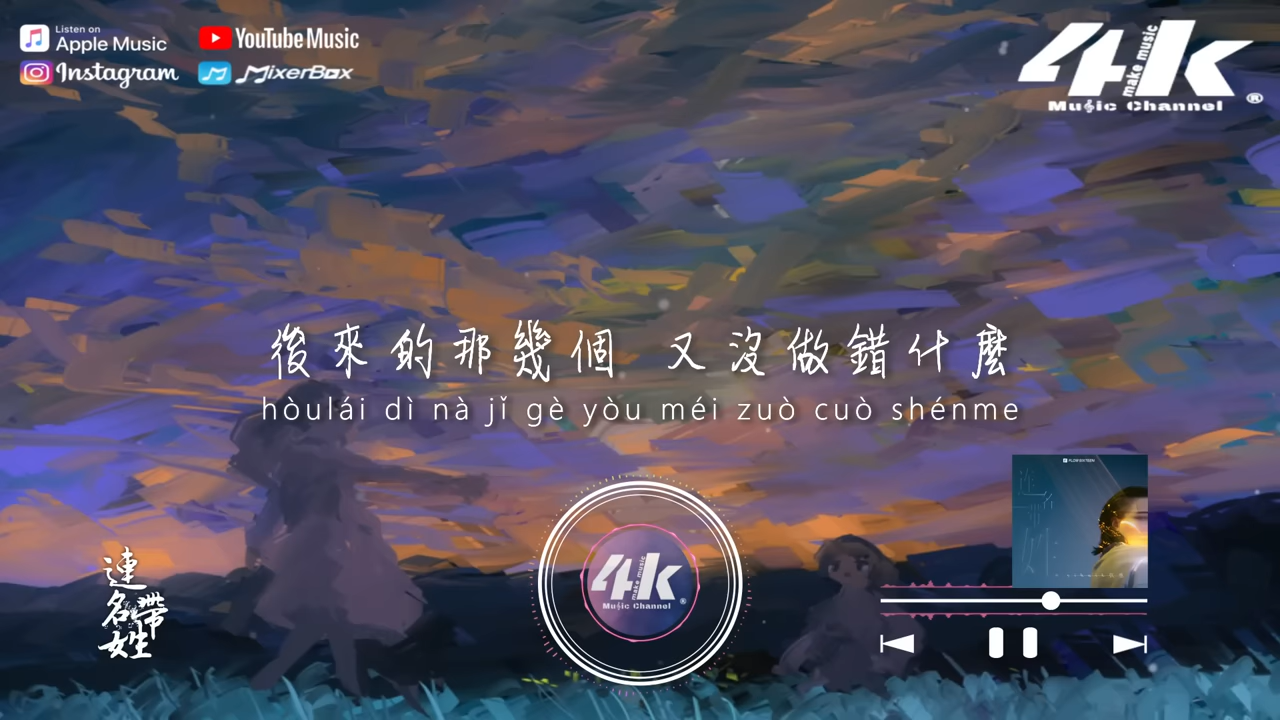 Listen on
Apple Music
YouTube Music
Instagram
MixerBox
4k
make music
Music Channel
®
後來的那幾個 又沒做錯什麼
hòulái dì nà jǐ gè yòu méi zuò cuò shénme
連名帶姓
4k
make music
Music Channel
®